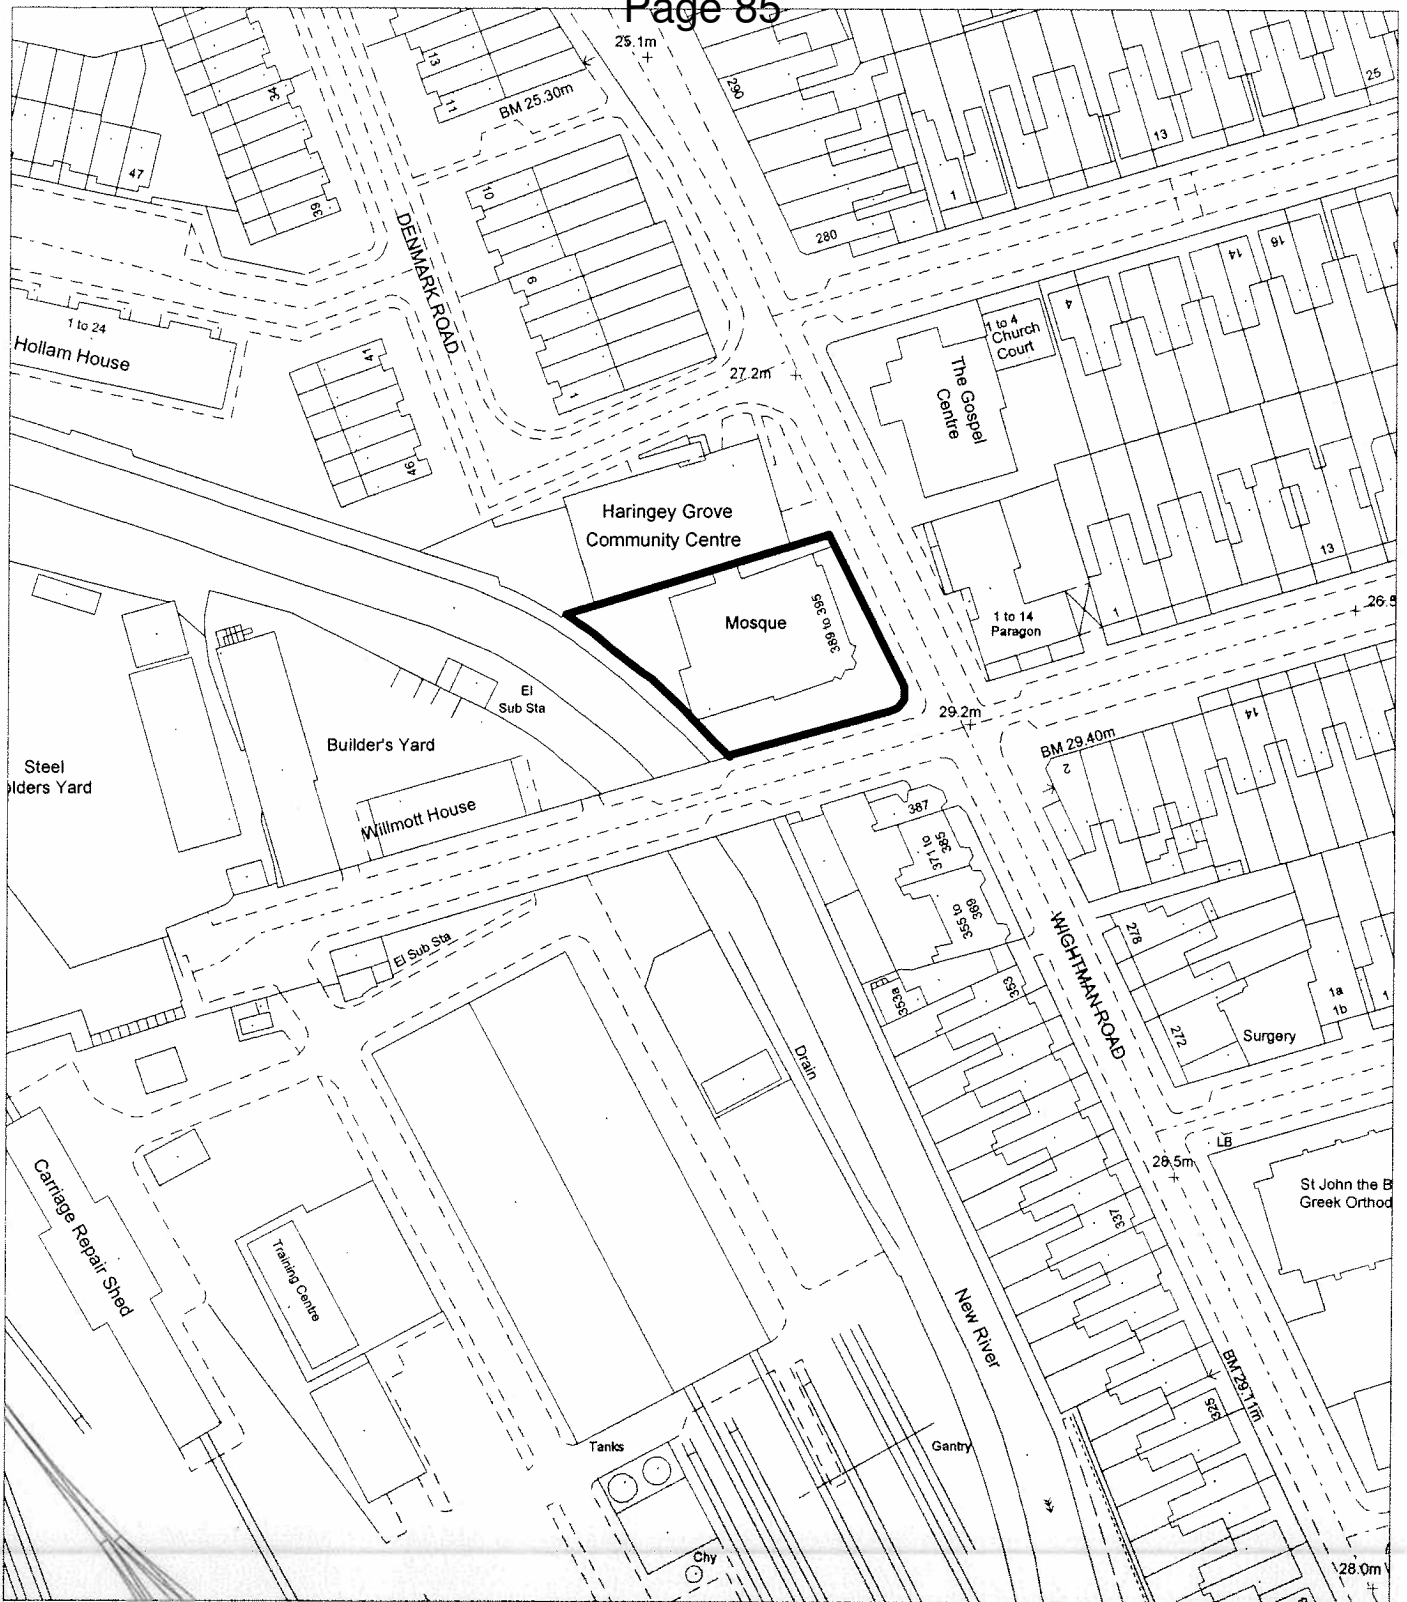 Page 85
25.1m
13
11
BM 25.30m
290
25
34
13
47
39
10
1
280
DENMARK ROAD
6
14
16
4
1 to 24
Hollam House
1 to 4
Church
Court
41
27.2m
The Gospel
Centre
1
46
Haringey Grove
Community Centre
13
26.8
Mosque
389 to 395
1 to 14
Paragon
1
El
Sub Sta
29.2m
14
BM 29.40m
2
Builder's Yard
Steel
olders Yard
Willmott House
387
371 to
385
355 to
369
El Sub Sta
WIGHTMAN ROAD
278
353
353a
1a
1b
1
272
Surgery
Drain
LB
28.5m
St John the B
Greek Orthod
Carriage Repair Shed
337
Training Centre
New River
BM 29.11m
325
Tanks
Gantry
Chy
28.0m